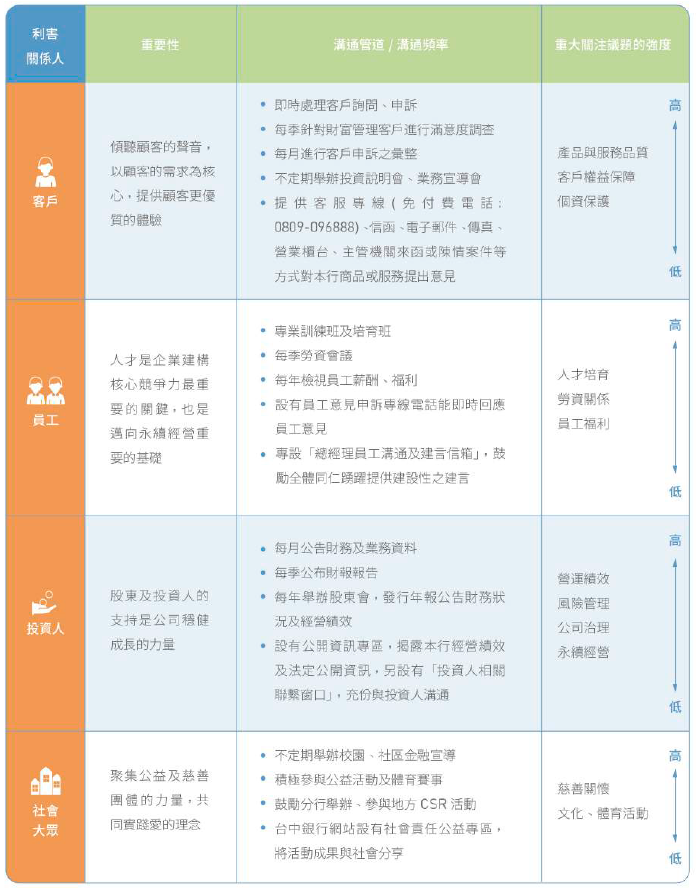 利害
關係人
重要性
溝通管道 / 溝通頻率
重大關注議題的強度
客戶
傾聽顧客的聲音，
以顧客的需求為核
心，提供顧客更優
質的體驗
• 即時處理客戶詢問、申訴
• 每季針對財富管理客戶進行滿意度調查
• 每月進行客戶申訴之彙整
• 不定期舉辦投資說明會、業務宣導會
• 提供客服專線(免付費電話:
0809-096888)、信函、電子郵件、傳真、
營業櫃台、主管機關來函或陳情案件等
方式對本行商品或服務提出意見
高
產品與服務品質
客戶權益保障
個資保護
低
員工
人才是企業建構
核心競爭力最重
要的關鍵，也是
邁向永續經營重
要的基礎
• 專業訓練班及培育班
• 每季勞資會議
• 每年檢視員工薪酬、福利
• 設有員工意見申訴專線電話能即時回應
員工意見
• 專設「總經理員工溝通及建言信箱」，鼓
勵全體同仁踴躍提供建設性之建言
高
人才培育
勞資關係
員工福利
低
投資人
股東及投資人的
支持是公司穩健
成長的力量
• 每月公告財務及業務資料
• 每季公布財報報告
• 每年舉辦股東會，發行年報公告財務狀
況及經營績效
• 設有公開資訊專區，揭露本行經營績效
及法定公開資訊，另設有「投資人相關
聯繫窗口」，充份與投資人溝通
高
營運績效
風險管理
公司治理
永續經營
低
社會
大眾
聚集公益及慈善
團體的力量，共
同實踐愛的理念
• 不定期舉辦校園、社區金融宣導
• 積極參與公益活動及體育賽事
• 鼓勵分行舉辦、參與地方 CSR 活動
• 台中銀行網站設有社會責任公益專區，
將活動成果與社會分享
高
慈善關懷
文化、體育活動
低